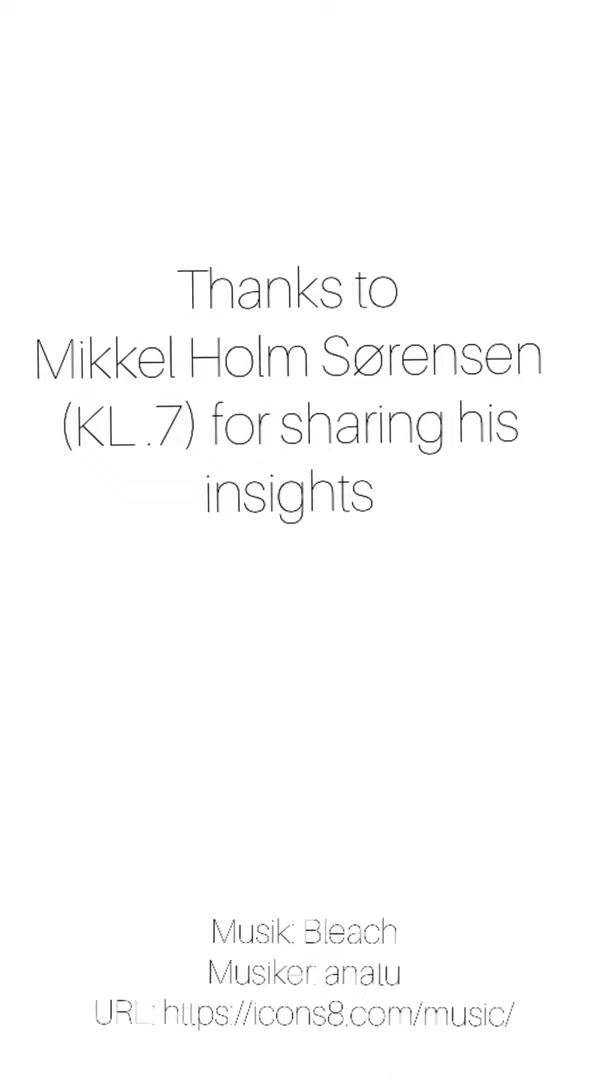 Thanks to
Mikkel Holm Sørensen
(KL .7) for sharing his
insights
Musik: Bleach
Musiker: analu
URL: https://icons8.com/music/